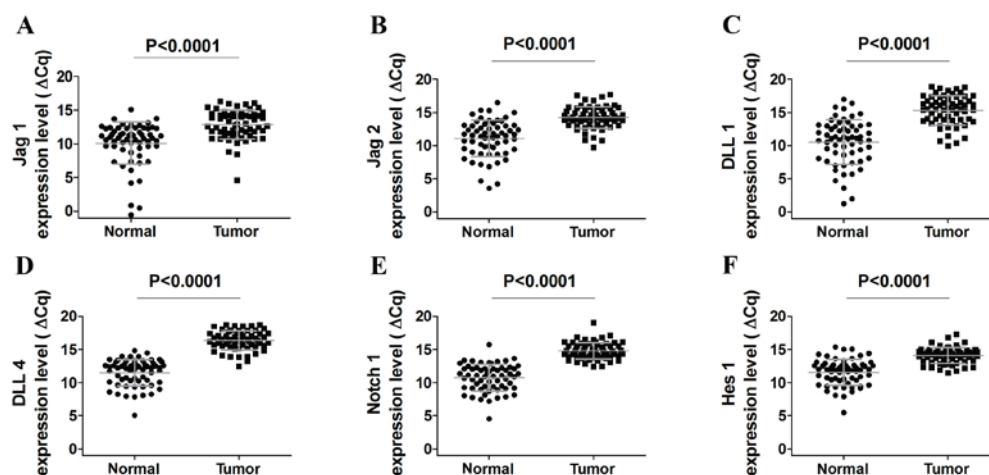 A
P<0.0001
Jag 1
expression level ( ΔCq)
20
15
10
5
0
Normal Tumor
B
P<0.0001
Jag 2
expression level ( ΔCq)
20
15
10
5
0
Normal Tumor
C
P<0.0001
DLL 1
expression level ( ΔCq)
20
15
10
5
0
Normal Tumor
D
P<0.0001
DLL 4
expression level ( ΔCq)
20
15
10
5
0
Normal Tumor
E
P<0.0001
Notch 1
expression level ( ΔCq)
20
15
10
5
0
Normal Tumor
F
P<0.0001
Hes 1
expression level ( ΔCq)
20
15
10
5
0
Normal Tumor